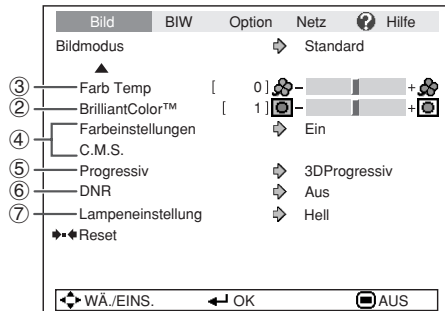 Bild BIW Option Netz Hilfe
Bildmodus Standard
③ Farb Temp [ 0 ] - +
② BrilliantColor™ [ 1 ] - +
④ Farbeinstellungen Ein
C.M.S.
⑤ Progressiv 3DProgressiv
⑥ DNR Aus
⑦ Lampeneinstellung Hell
Reset
WÄ./EINS. OK AUS